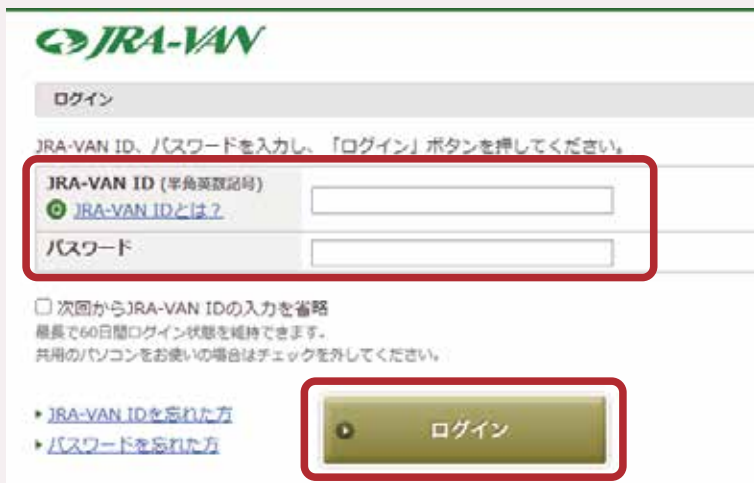 JRA-VAN
ログイン
JRA-VAN ID、パスワードを入力し、「ログイン」ボタンを押してください。
JRA-VAN ID (半角英数記号)
JRA-VAN IDとは？
パスワード
次回からJRA-VAN IDの入力を省略
最長で60日間ログイン状態を維持できます。
共用のパソコンをお使いの場合はチェックを外してください。
JRA-VAN IDを忘れた方
パスワードを忘れた方
ログイン